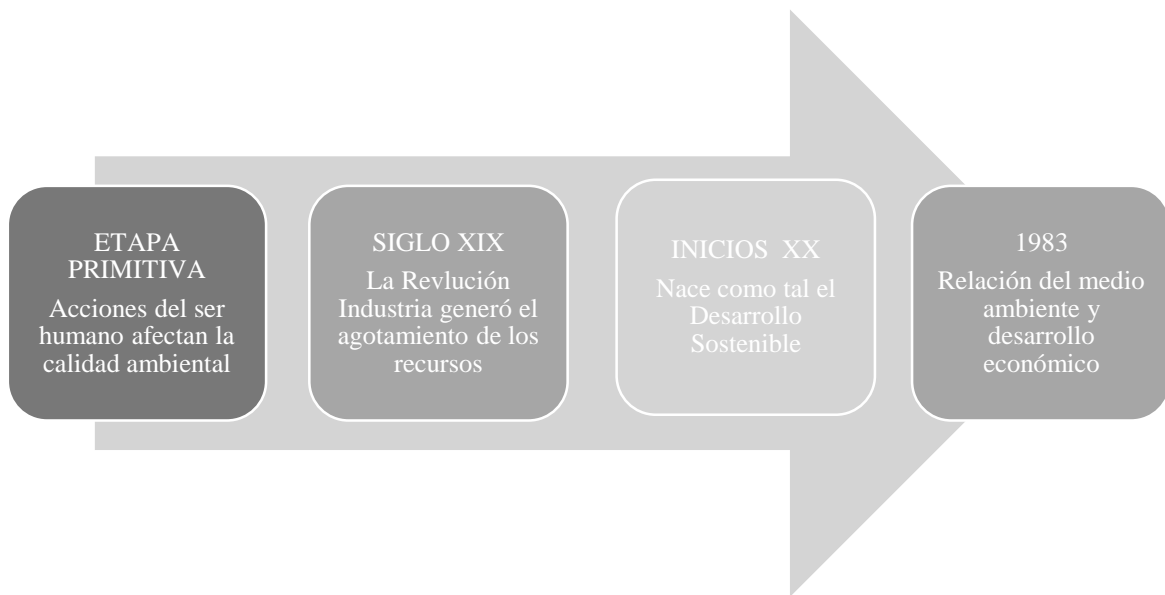 ETAPA
PRIMITIVA
Acciones del ser
humano afectan la
calidad ambiental
SIGLO XIX
La Revlución
Industria generó el
agotamiento de los
recursos
INICIOS XX
Nace como tal el
Desarrollo
Sostenible
1983
Relación del medio
ambiente y
desarrollo
económico